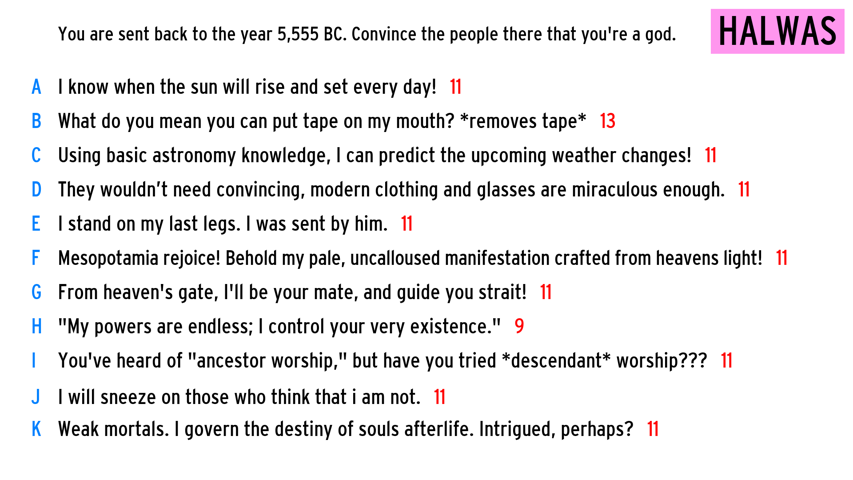 You are sent back to the year 5,555 BC. Convince the people there that you're a god. HALWAS
A I know when the sun will rise and set every day! 11
B What do you mean you can put tape on my mouth? *removes tape* 13
C Using basic astronomy knowledge, I can predict the upcoming weather changes! 11
D They wouldn’t need convincing, modern clothing and glasses are miraculous enough. 11
E I stand on my last legs. I was sent by him. 11
F Mesopotamia rejoice! Behold my pale, uncalloused manifestation crafted from heavens light! 11
G From heaven's gate, I'll be your mate, and guide you strait! 11
H "My powers are endless; I control your very existence." 9
I You've heard of "ancestor worship," but have you tried *descendant* worship??? 11
J I will sneeze on those who think that i am not. 11
K Weak mortals. I govern the destiny of souls afterlife. Intrigued, perhaps? 11